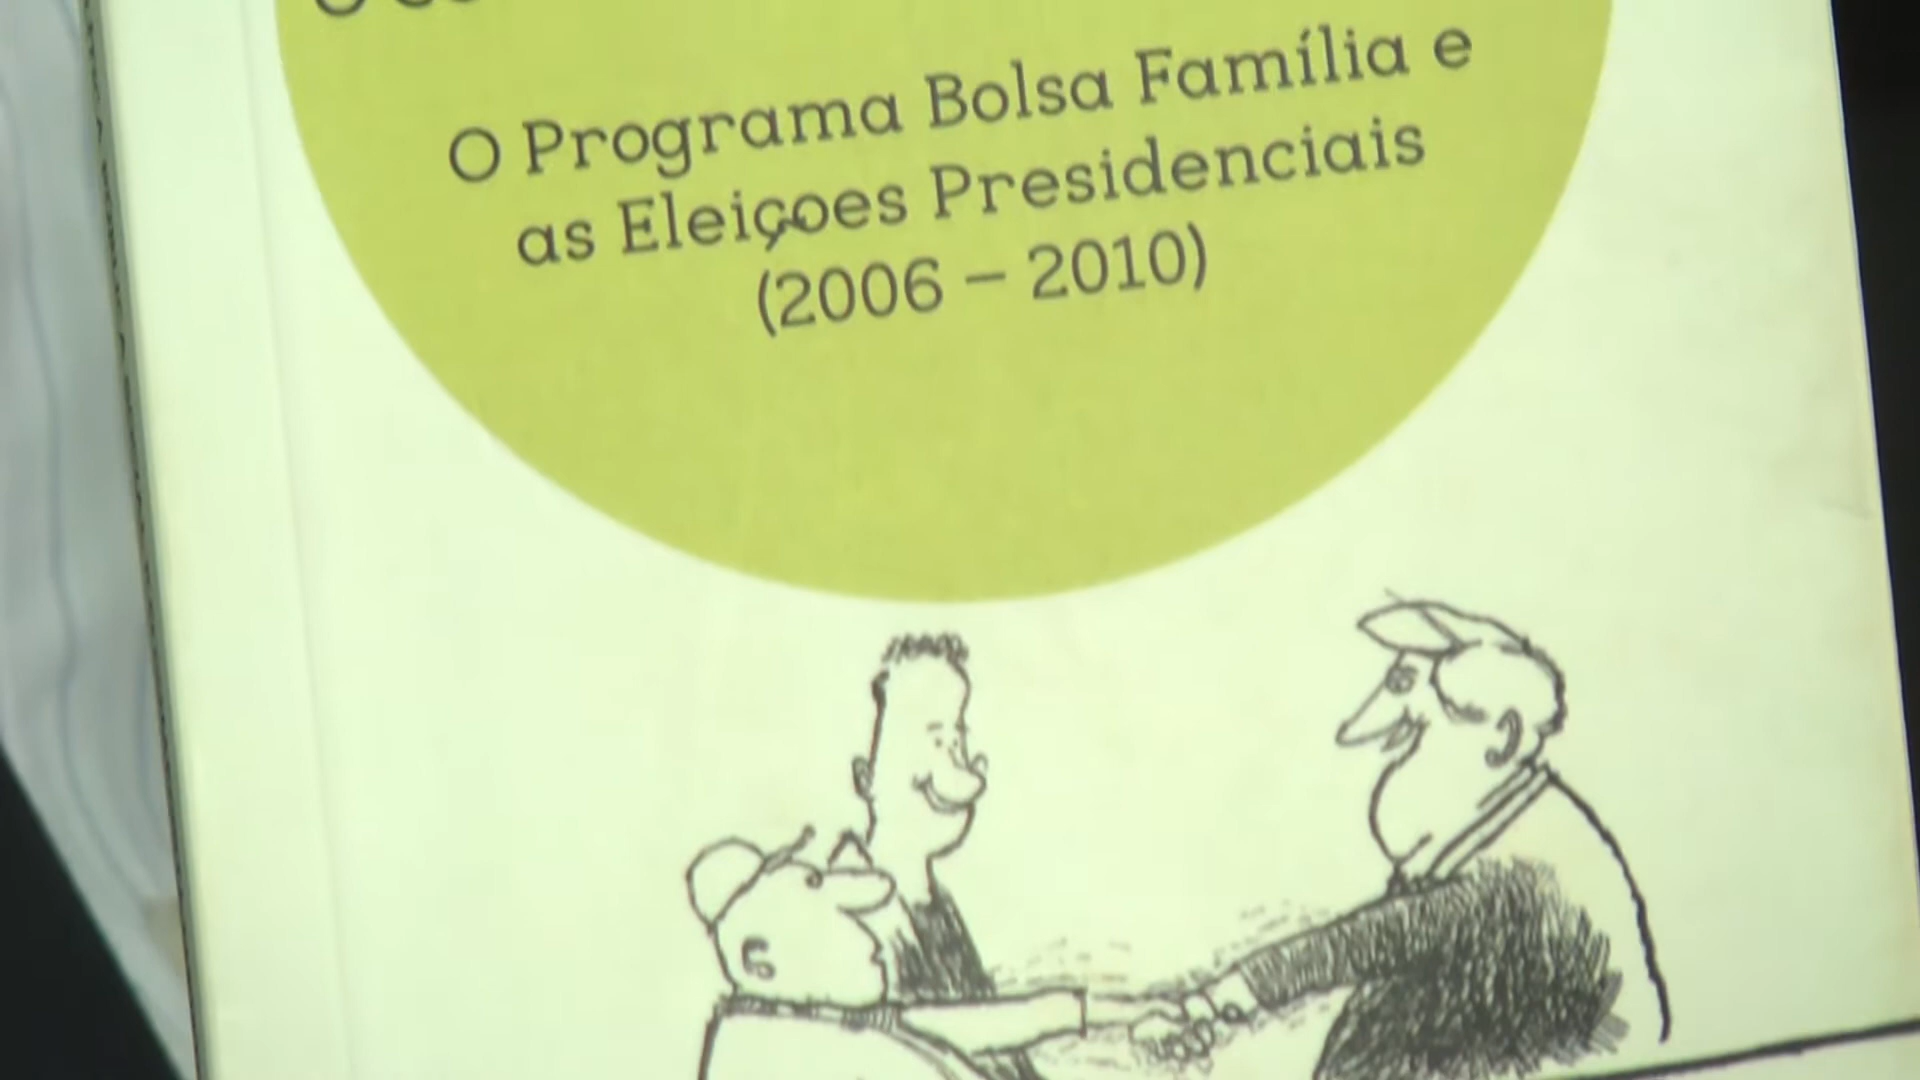 O Programa Bolsa Família e
as Eleiçoes Presidenciais
(2006 – 2010)